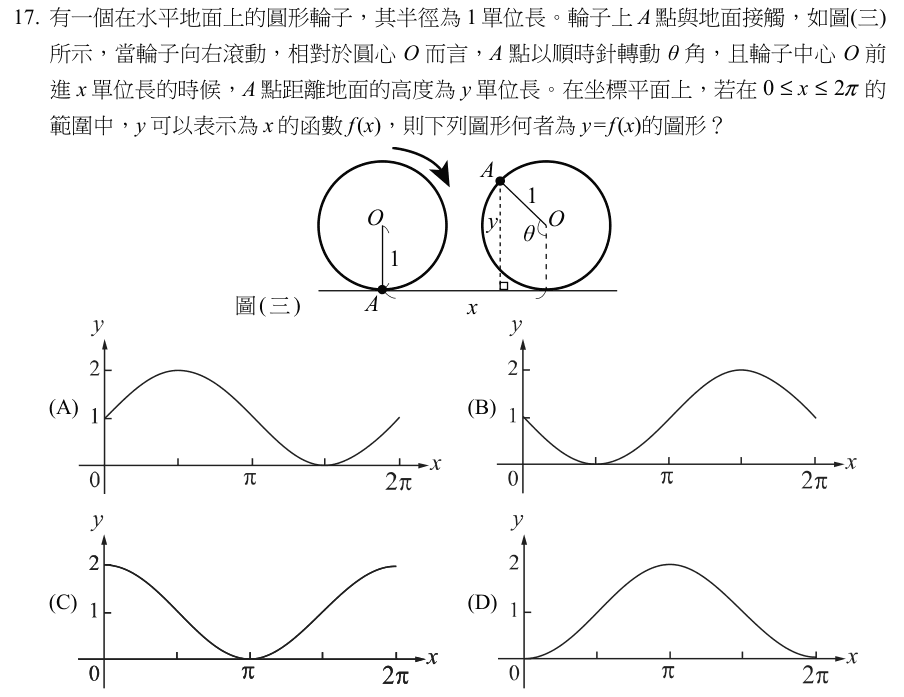 17. 有一個在水平地面上的圓形輪子，其半徑為 1 單位長。輪子上 A 點與地面接觸，如圖(三)
所示，當輪子向右滾動，相對於圓心 O 而言，A 點以順時針轉動 θ 角，且輪子中心 O 前
進 x 單位長的時候，A 點距離地面的高度為 y 單位長。在坐標平面上，若在 0 ≤ x ≤ 2π 的
範圍中，y 可以表示為 x 的函數 f(x)，則下列圖形何者為 y=f(x)的圖形？
A
1
O
O
y
θ
1
A
x
圖(三)
y
2
(A)
1
0
π
2π
x
y
2
(B)
1
0
π
2π
x
y
2
(C)
1
0
π
2π
x
y
2
(D)
1
0
π
2π
x